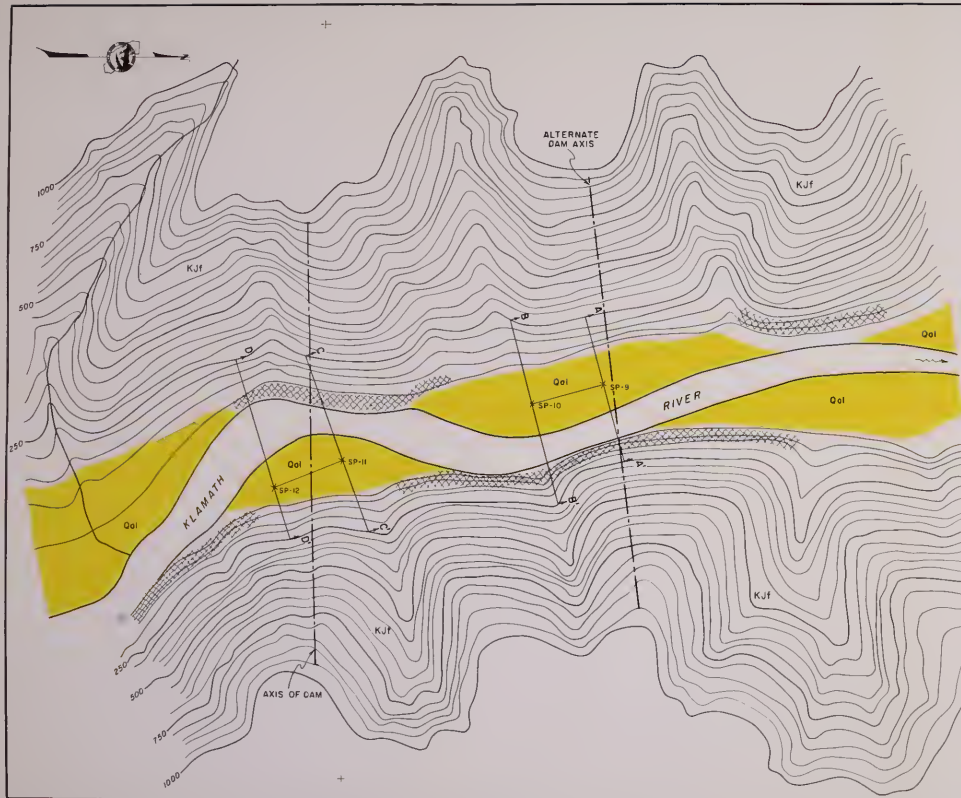 N
ALTERNATE
DAM AXIS
1000
KJf
750
KJf
500
B
A'
D
C
250
Qal
SP-9
SP-10
RIVER
Qal
Qal
Qal
SP-11
SP-12
A'
B'
Qal
KLAMATH
C'
D'
KJf
KJf
250
500
AXIS OF DAM
750
1000